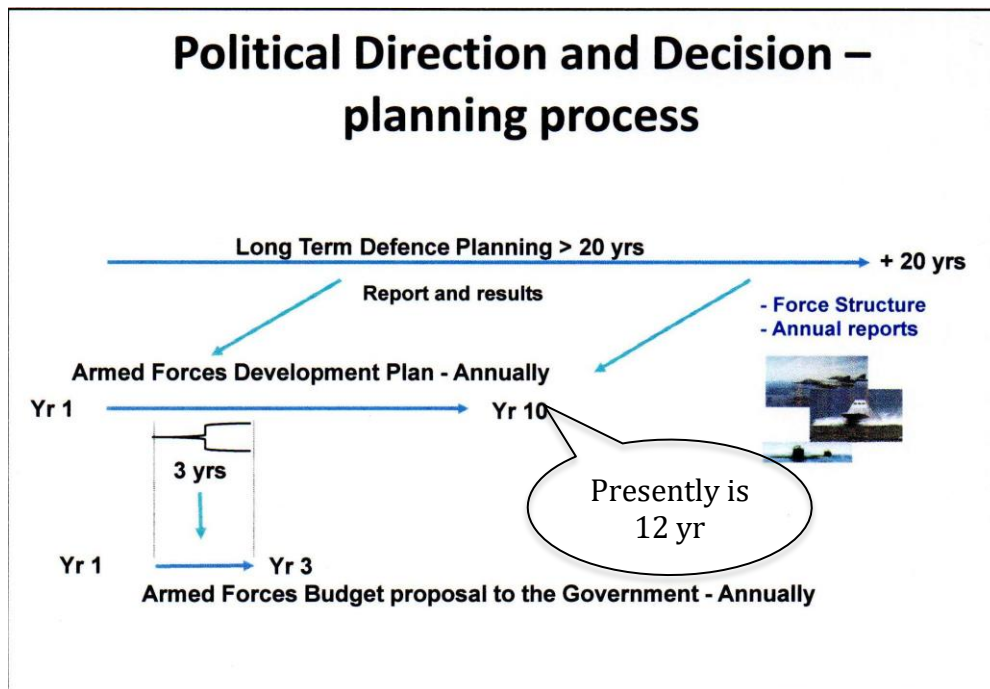 Political Direction and Decision –
planning process
Long Term Defence Planning > 20 yrs
+ 20 yrs
Report and results
- Force Structure
- Annual reports
Armed Forces Development Plan - Annually
Yr 1
Yr 10
3 yrs
Presently is
12 yr
Yr 1
Yr 3
Armed Forces Budget proposal to the Government - Annually